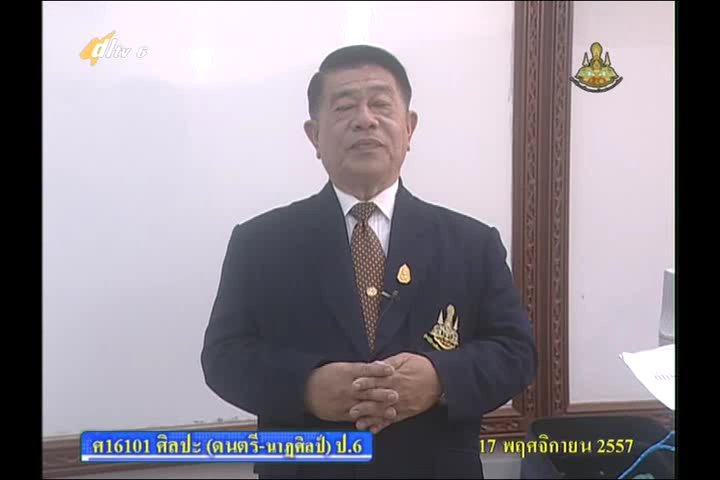 dltv 6
ศ16101 ศิลปะ (ดนตรี-นาฏศิลป์) ป.6
17 พฤศจิกายน 2557